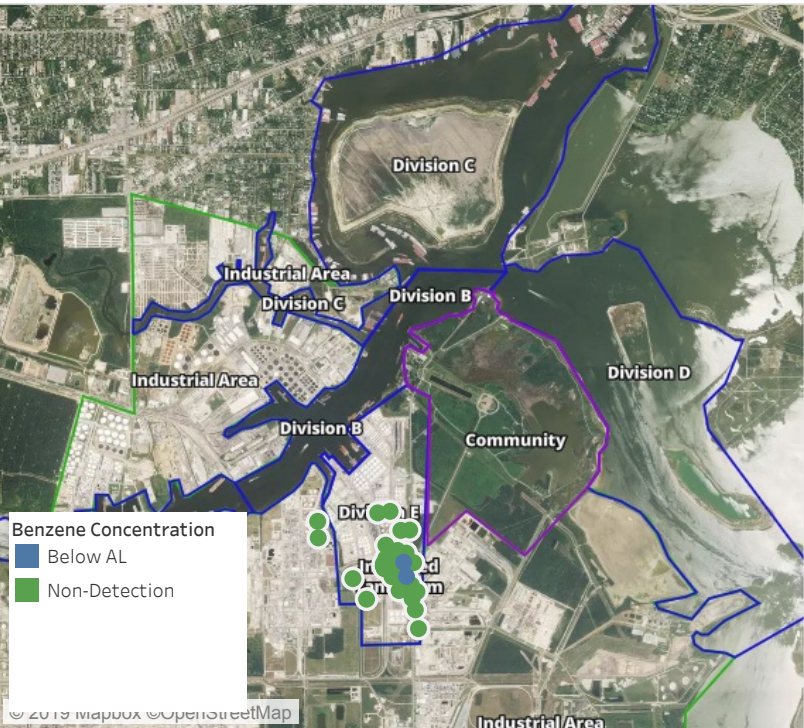 Division C
Industrial Area
Division C
Division B
Industrial Area
Division D
Division B
Community
Benzene Concentration
Below AL
Non-Detection
© 2019 Mapbox ©OpenStreetMap
Industrial Area